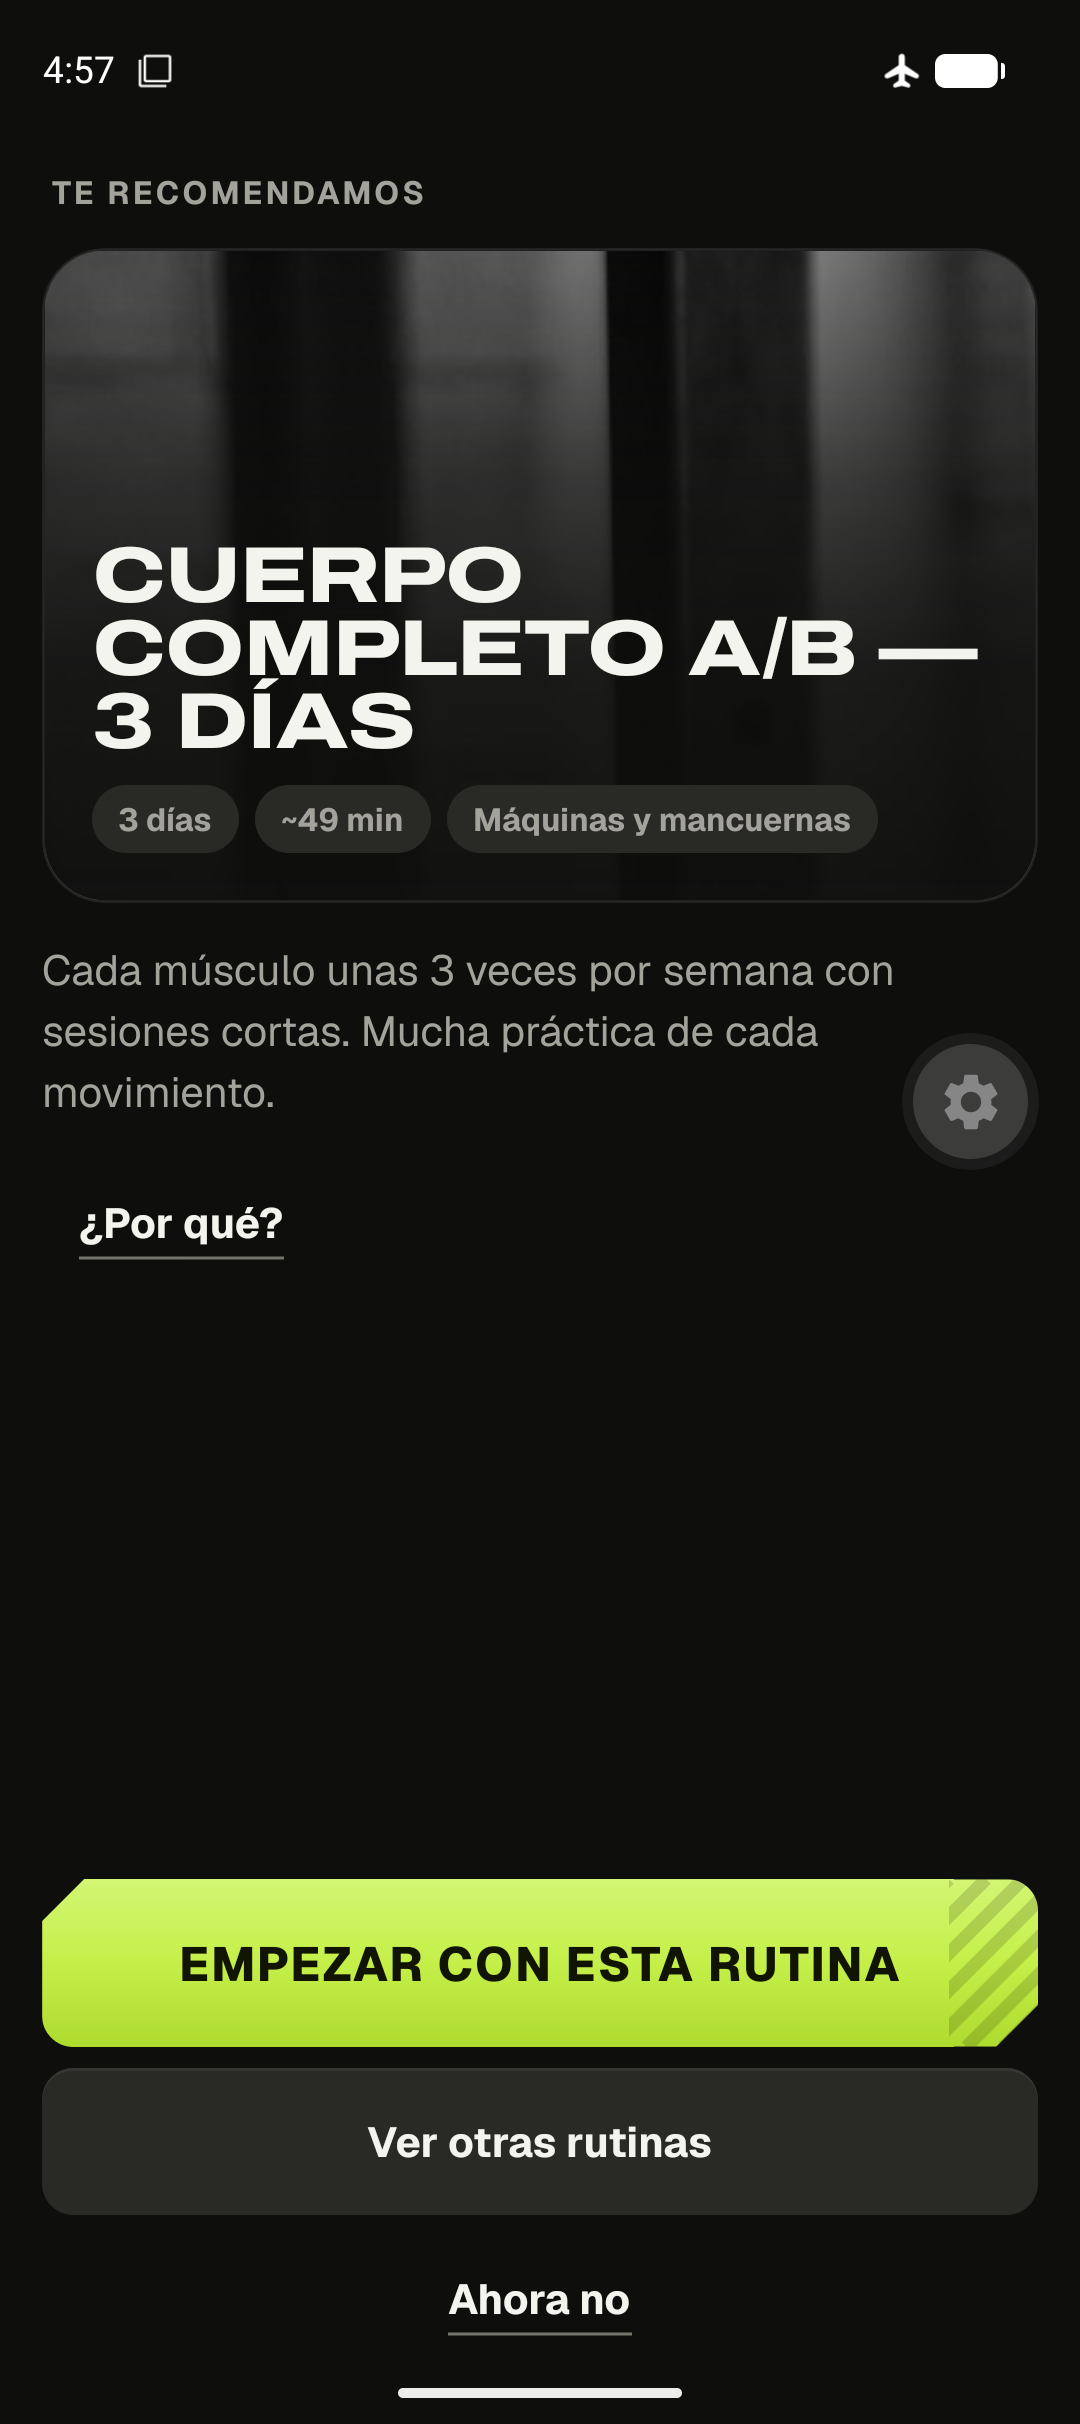 4:57
TE RECOMENDAMOS
CUERPO
COMPLETO A/B —
3 DÍAS
3 días
~49 min
Máquinas y mancuernas
Cada músculo unas 3 veces por semana con
sesiones cortas. Mucha práctica de cada
movimiento.
¿Por qué?
EMPEZAR CON ESTA RUTINA
Ver otras rutinas
Ahora no